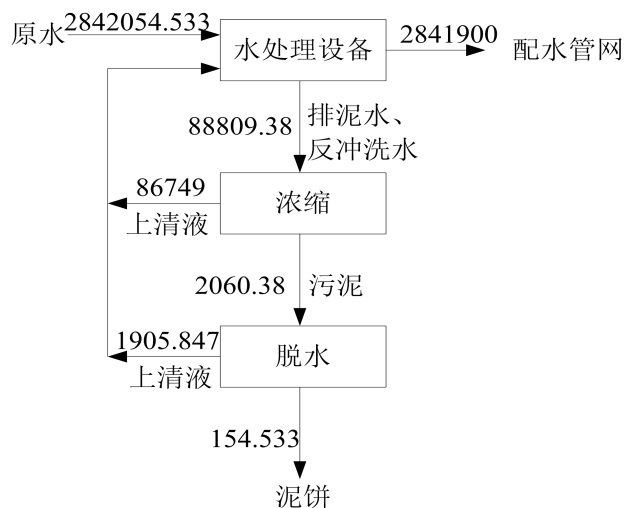 原水
2842054.533
水处理设备
2841900
配水管网
88809.38
排泥水、
反冲洗水
86749
上清液
浓缩
2060.38
污泥
1905.847
上清液
脱水
154.533
泥饼